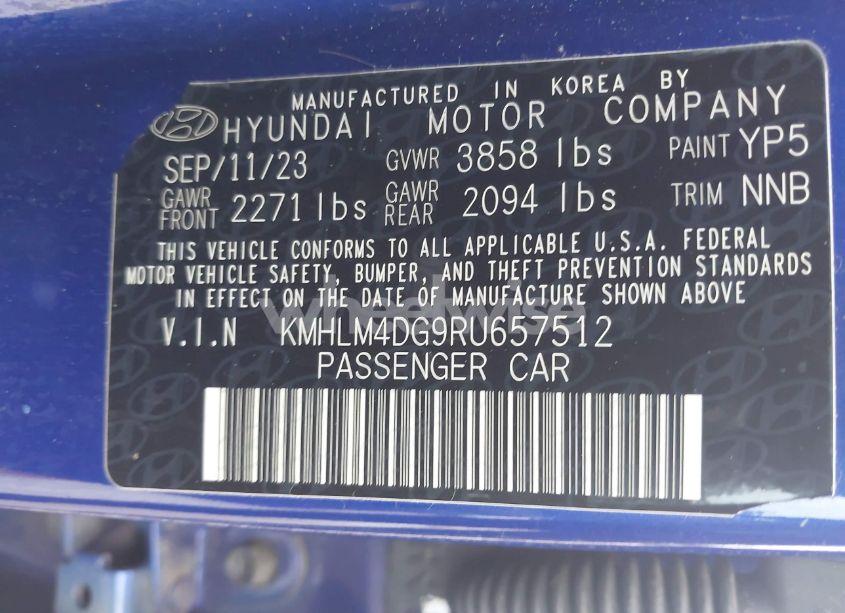 MANUFACTURED IN KOREA BY
HYUNDAI MOTOR COMPANY
SEP/11/23 GVWR 3858 lbs PAINT YP5
GAWR FRONT 2271 lbs GAWR REAR 2094 lbs TRIM NNB
THIS VEHICLE CONFORMS TO ALL APPLICABLE U.S.A. FEDERAL
MOTOR VEHICLE SAFETY, BUMPER, AND THEFT PREVENTION STANDARDS
IN EFFECT ON THE DATE OF MANUFACTURE SHOWN ABOVE
wheelwise
V.I.N KMHLM4DG9RU657512
PASSENGER CAR